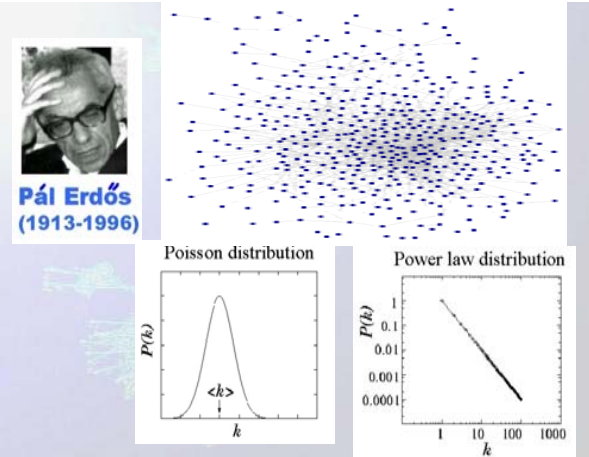 Pál Erdős
(1913-1996)
Poisson distribution
P(k)
<k>
k
Power law distribution
P(k)
1
0.1
0.01
0.001
0.0001
1
10
100
1000
k